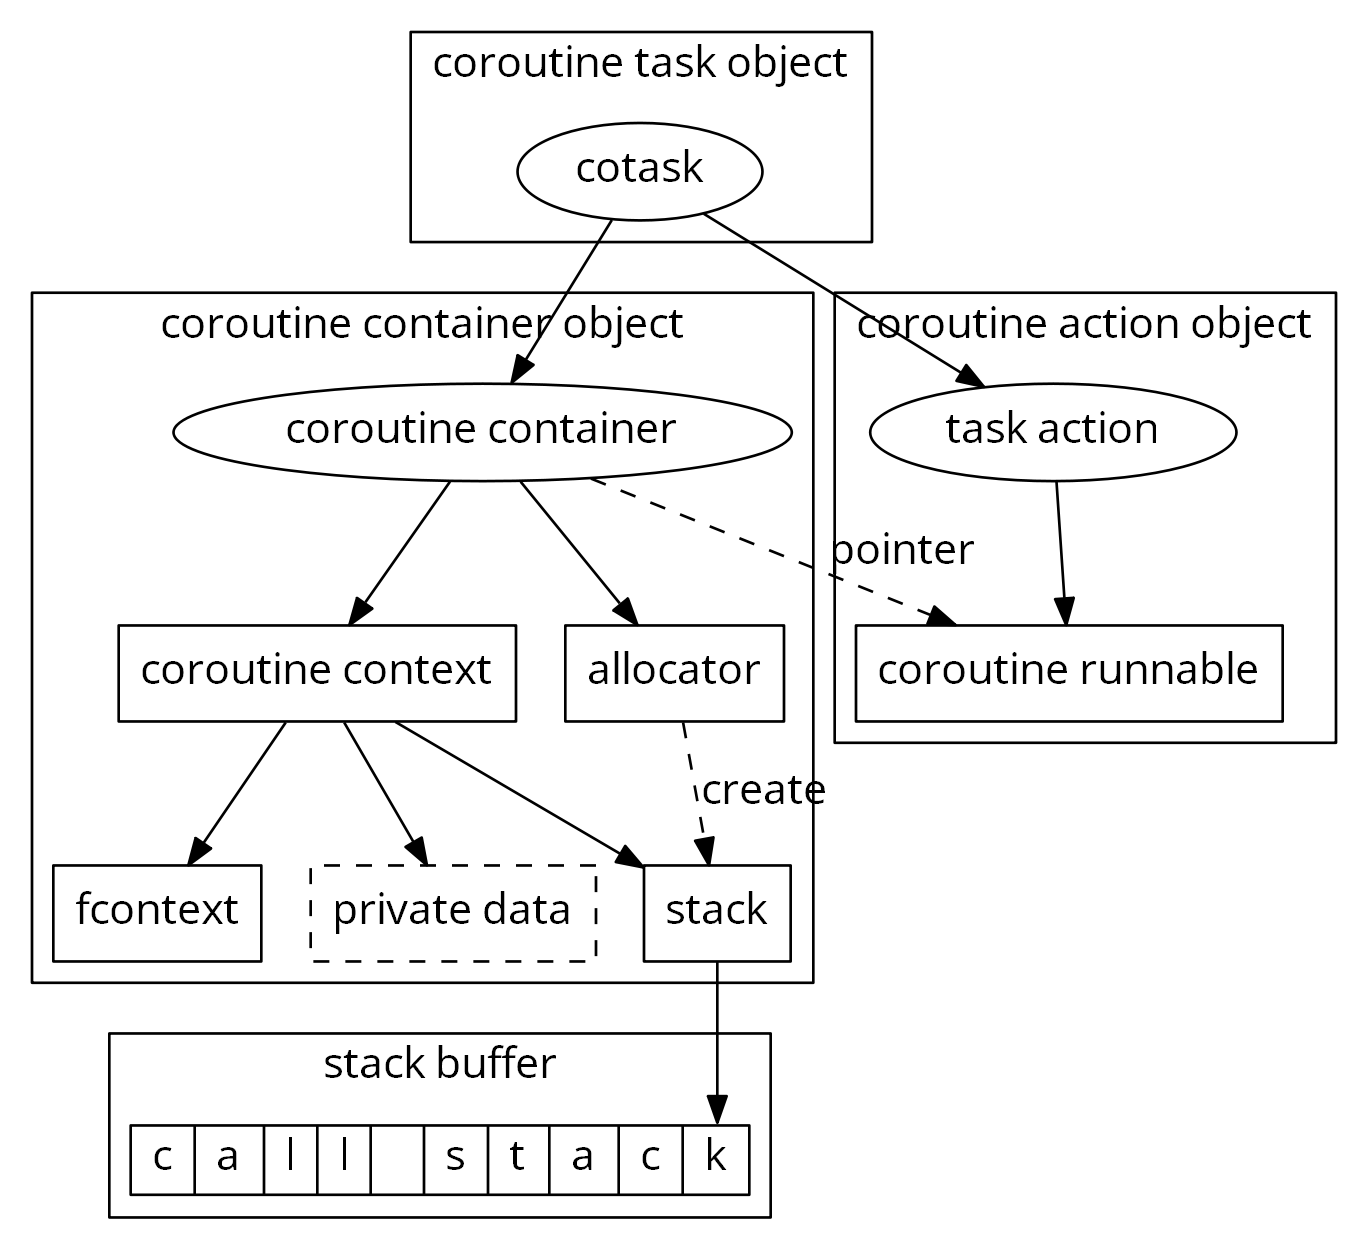 coroutine task object
cotask
coroutine container object
coroutine action object
coroutine container
task action
pointer
coroutine context
allocator
coroutine runnable
create
fcontext
private data
stack
stack buffer
c a l l s t a c k